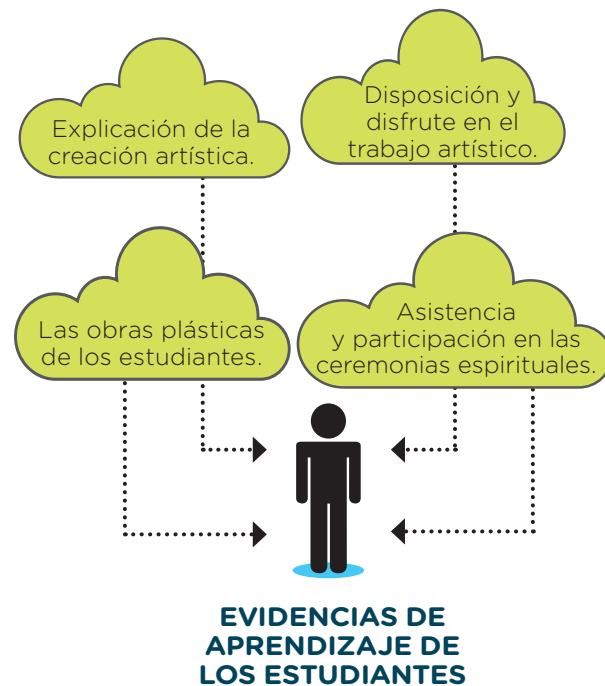 Explicación de la
creación artística.
Disposición y
disfrute en el
trabajo artístico.
Las obras plásticas
de los estudiantes.
Asistencia
y participación en las
ceremonias espirituales.
EVIDENCIAS DE
APRENDIZAJE DE
LOS ESTUDIANTES